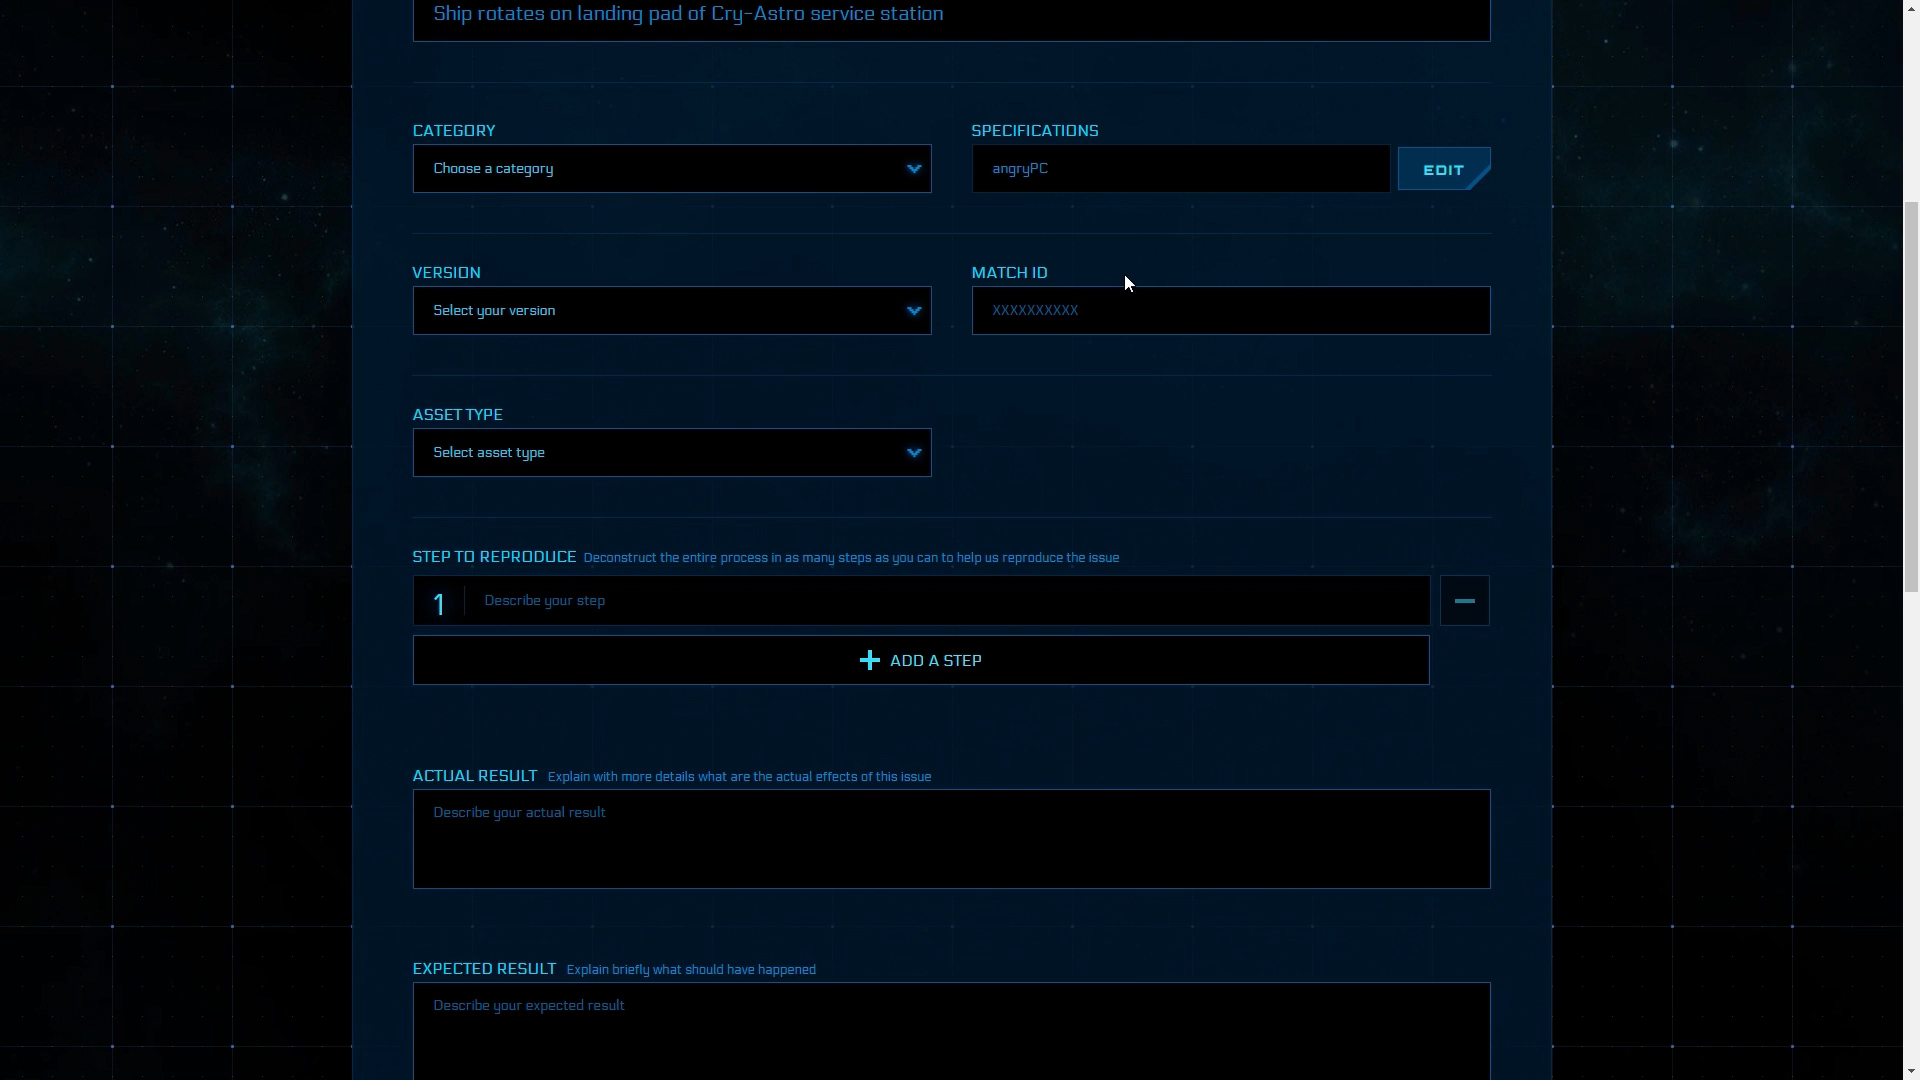 Ship rotates on landing pad of Cry-Astro service station
CATEGORY
Choose a category
SPECIFICATIONS
angryPC
EDIT
VERSION
Select your version
MATCH ID
XXXXXXXXXX
ASSET TYPE
Select asset type
STEP TO REPRODUCE Deconstruct the entire process in as many steps as you can to help us reproduce the issue
1 Describe your step
ADD A STEP
ACTUAL RESULT Explain with more details what are the actual effects of this issue
Describe your actual result
EXPECTED RESULT Explain briefly what should have happened
Describe your expected result